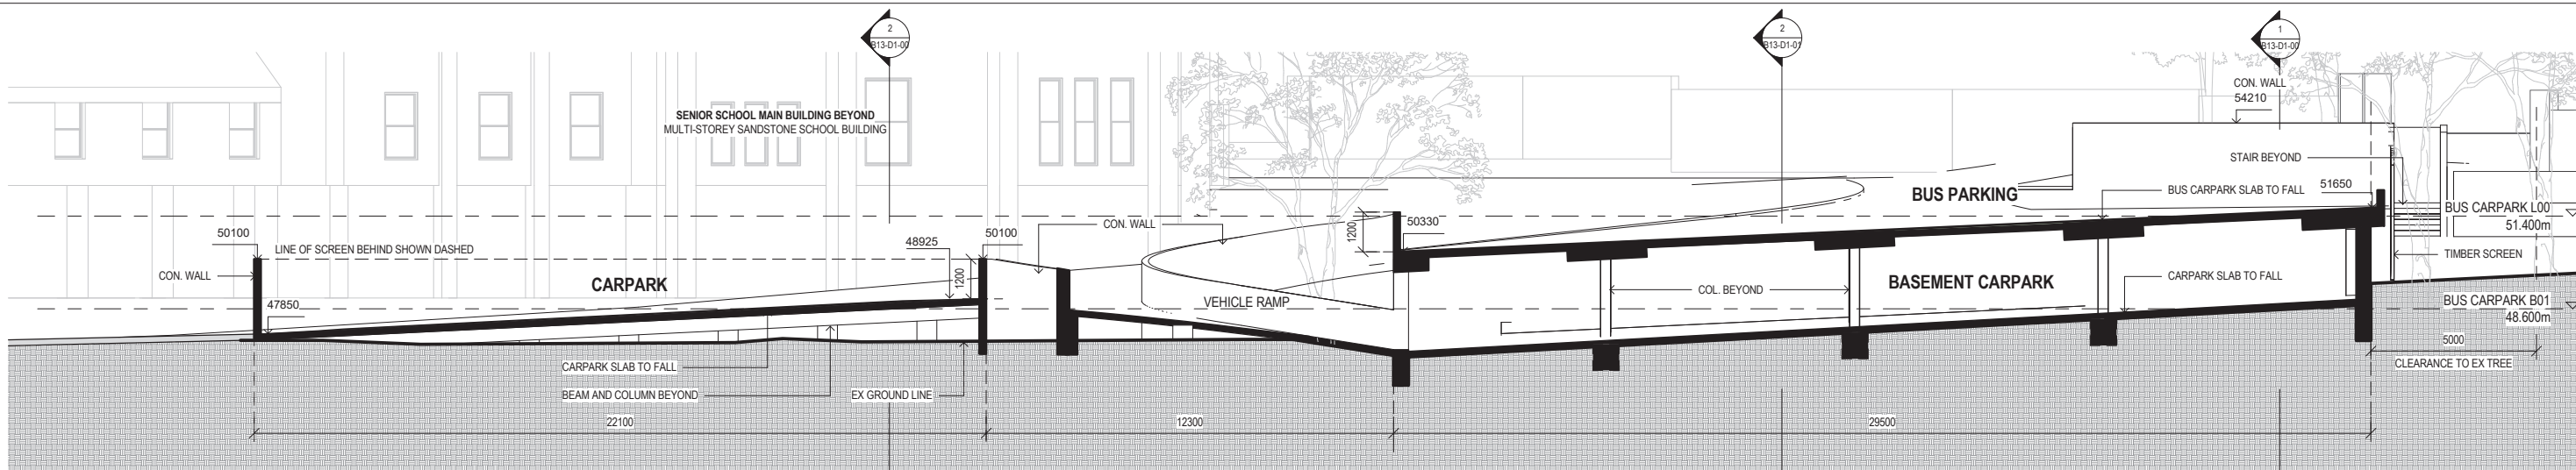 2
B13-D1-00
2
B13-D1-01
1
B13-D1-00
CON. WALL
54210
SENIOR SCHOOL MAIN BUILDING BEYOND
MULTI-STOREY SANDSTONE SCHOOL BUILDING
STAIR BEYOND
BUS PARKING
BUS CARPARK SLAB TO FALL
51650
BUS CARPARK L00
51.400m
50100
LINE OF SCREEN BEHIND SHOWN DASHED
48925
50100
CON. WALL
1200
50330
CON. WALL
CARPARK
1200
TIMBER SCREEN
47850
VEHICLE RAMP
COL. BEYOND
BASEMENT CARPARK
CARPARK SLAB TO FALL
BUS CARPARK B01
48.600m
5000
CLEARANCE TO EX TREE
CARPARK SLAB TO FALL
BEAM AND COLUMN BEYOND
EX GROUND LINE
22100
12300
29500